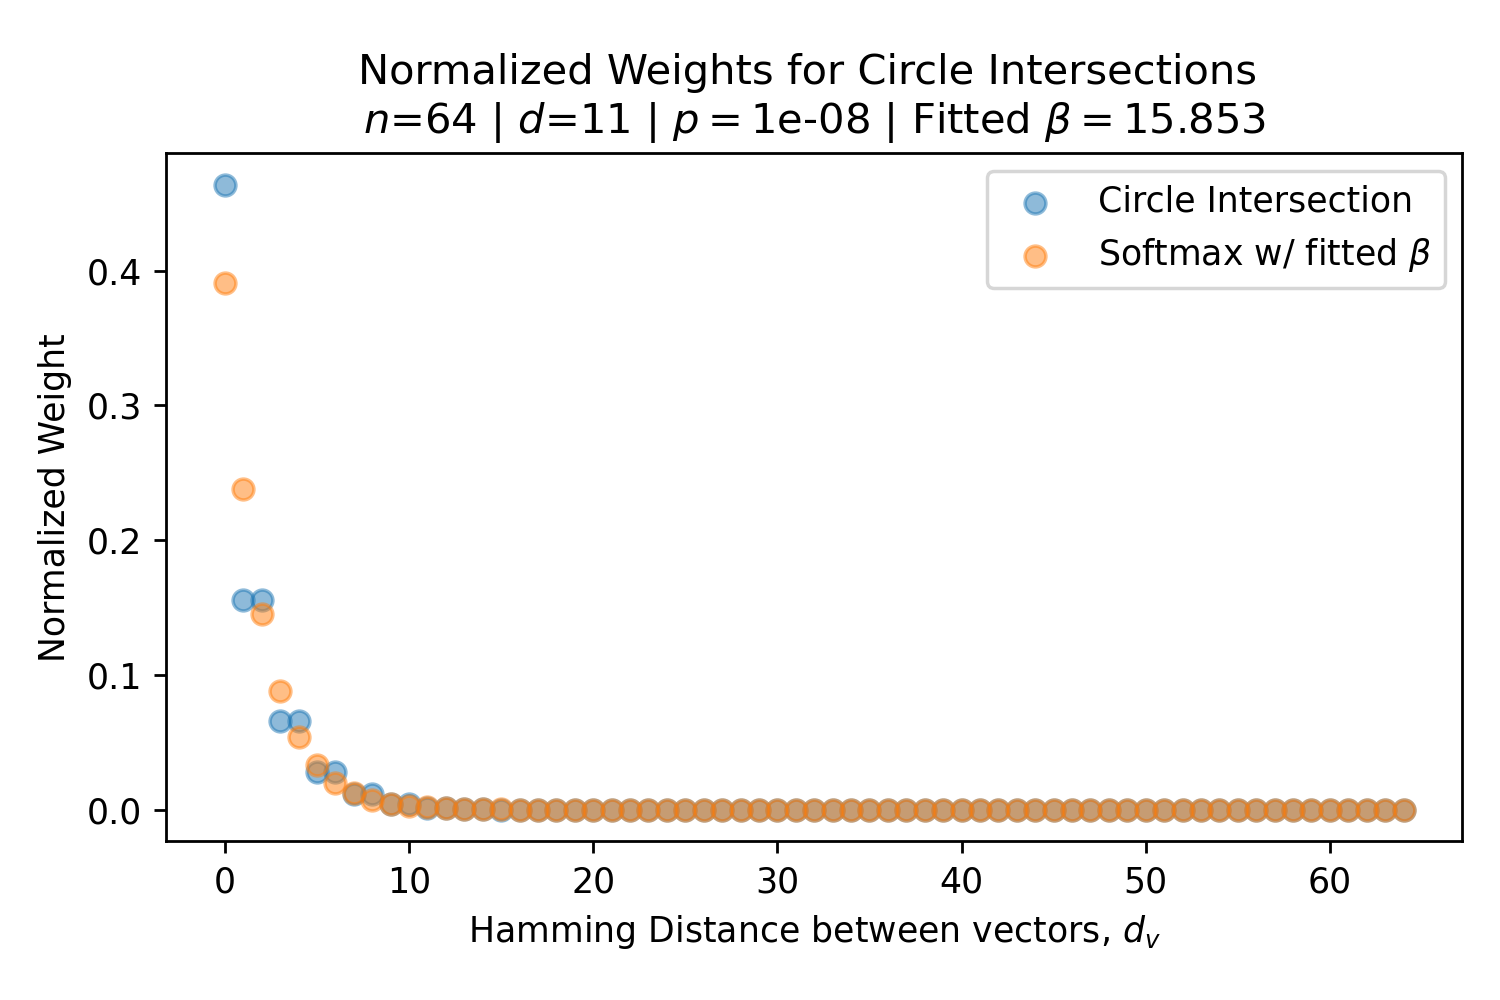 Normalized Weights for Circle Intersections
n=64 | d=11 | p = 1e-08 | Fitted β = 15.853
Circle Intersection
Softmax w/ fitted β
Normalized Weight
0.4
0.3
0.2
0.1
0.0
0 10 20 30 40 50 60
Hamming Distance between vectors, dᵥ